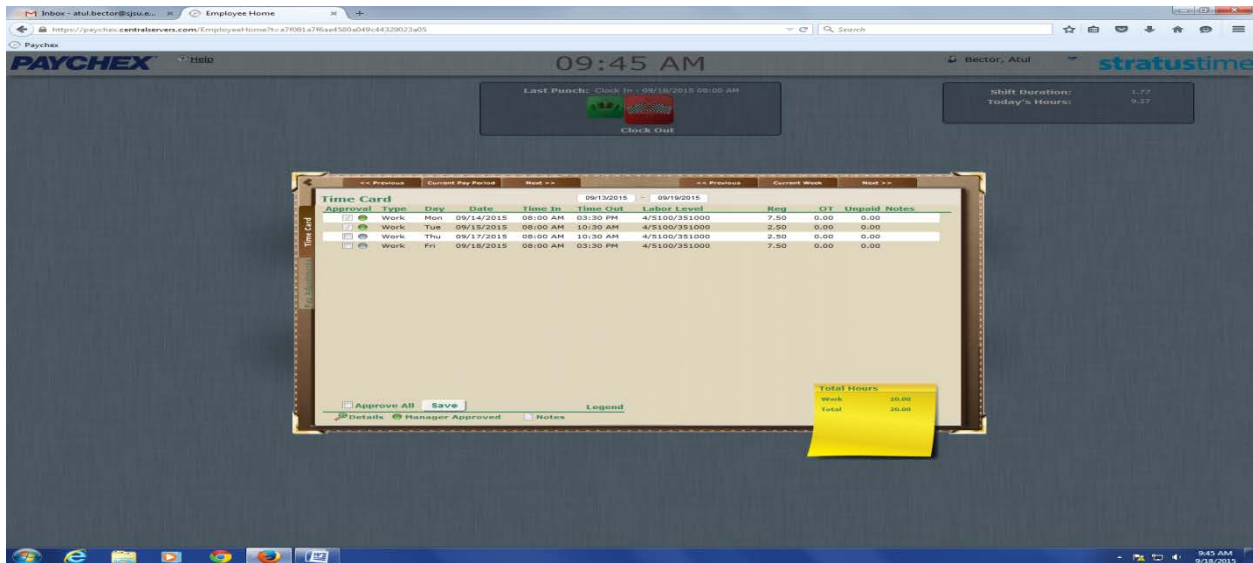 Inbox - atul.bector@sjsu.e... Employee Home
https://paychex.centralservers.com/EmployeeHome?t= Search
Paychex
PAYCHEX Help 09:45 AM Bector, Atul stratustime
Last Punch: Clock In - 09/18/2015 08:00 AM
Clock Out
Shift Duration: 1.77
Today's Hours: 9.27
<< Previous Current Pay Period Next >> << Previous Current Week Next >>
Time Card 09/13/2015 - 09/19/2015
Approval Type Day Date Time In Time Out Labor Level Reg OT Unpaid Notes
Work Mon 09/14/2015 08:00 AM 03:30 PM 4/5100/351000 7.50 0.00 0.00
Work Tue 09/15/2015 08:00 AM 10:30 AM 4/5100/351000 2.50 0.00 0.00
Work Thu 09/17/2015 08:00 AM 10:30 AM 4/5100/351000 2.50 0.00 0.00
Work Fri 09/18/2015 08:00 AM 03:30 PM 4/5100/351000 7.50 0.00 0.00
Time Card
Total Hours
Work 20.00
Total 20.00
Approve All Save Legend
Details Manager Approved Notes
9:45 AM
9/18/2015